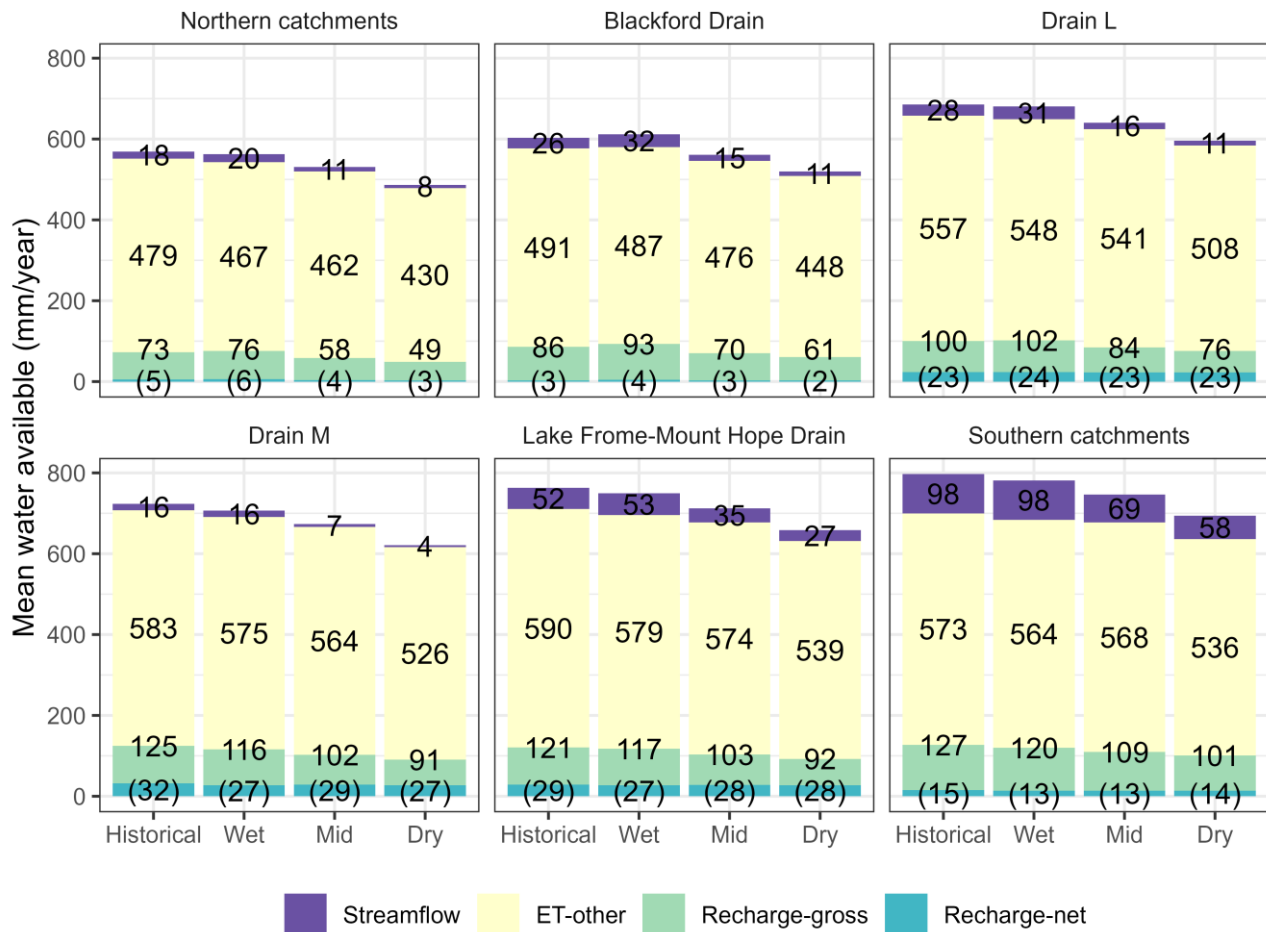 Northern catchments Blackford Drain Drain L
Mean water available (mm/year)
800
600
400
200
0
18 20 11 8
479 467 462 430
73 76 58 49
(5) (6) (4) (3)
26 32 15 11
491 487 476 448
86 93 70 61
(3) (4) (3) (2)
28 31 16 11
557 548 541 508
100 102 84 76
(23) (24) (23) (23)
Drain M Lake Frome-Mount Hope Drain Southern catchments
800
600
400
200
0
16 16 7 4
583 575 564 526
125 116 102 91
(32) (27) (29) (27)
52 53 35 27
590 579 574 539
121 117 103 92
(29) (27) (28) (28)
98 98 69 58
573 564 568 536
127 120 109 101
(15) (13) (13) (14)
Historical Wet Mid Dry Historical Wet Mid Dry Historical Wet Mid Dry
Streamflow ET-other Recharge-gross Recharge-net